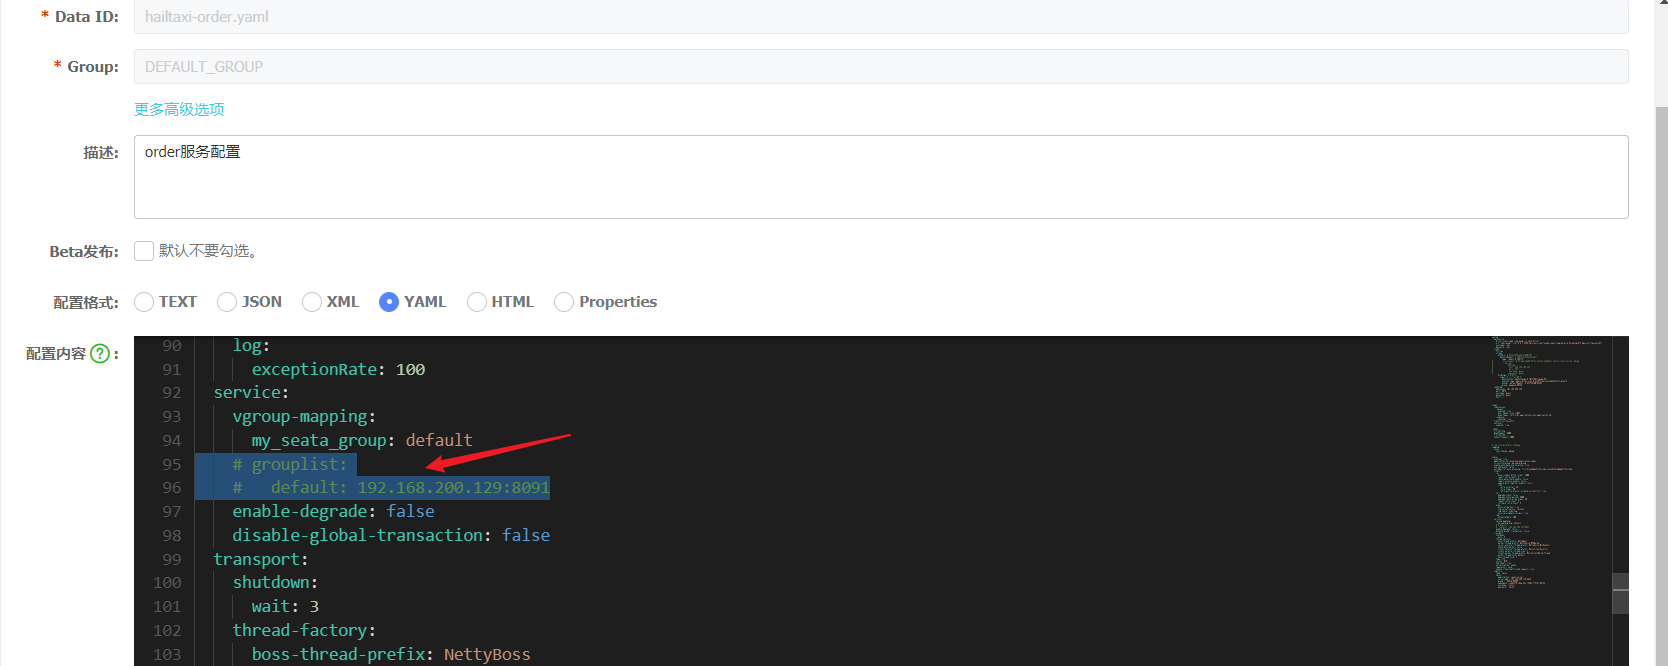 * Data ID: hailtaxi-order.yaml
* Group: DEFAULT_GROUP
更多高级选项
描述: order服务配置
Beta发布: 默认不要勾选。
配置格式: TEXT JSON XML YAML HTML Properties
配置内容 ? :
90 log:
91 exceptionRate: 100
92 service:
93 vgroup-mapping:
94 my_seata_group: default
95 # grouplist:
96 # default: 192.168.200.129:8091
97 enable-degrade: false
98 disable-global-transaction: false
99 transport:
100 shutdown:
101 wait: 3
102 thread-factory:
103 boss-thread-prefix: NettyBoss